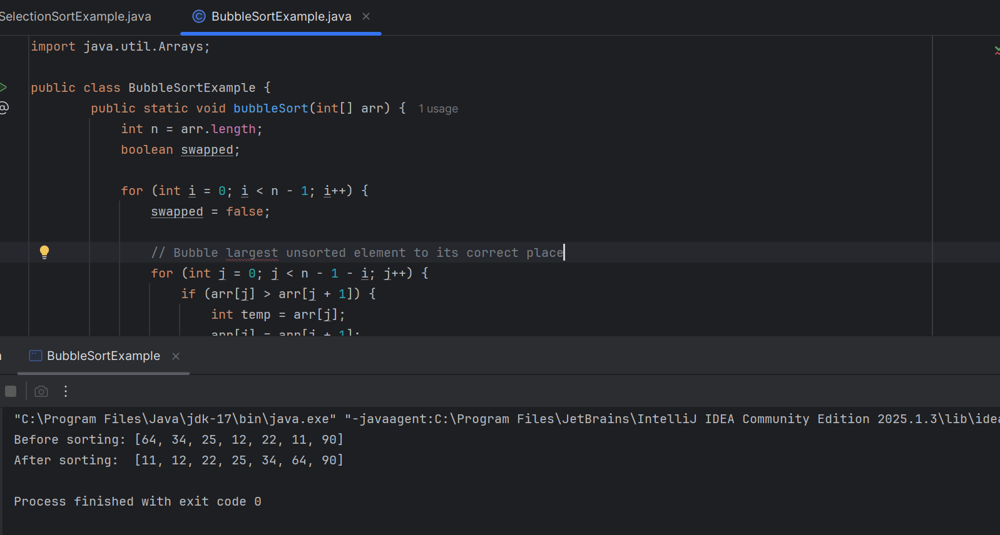 SelectionSortExample.java
BubbleSortExample.java
import java.util.Arrays;
public class BubbleSortExample {
public static void bubbleSort(int[] arr) { 1 usage
int n = arr.length;
boolean swapped;
for (int i = 0; i < n - 1; i++) {
swapped = false;
// Bubble largest unsorted element to its correct place
for (int j = 0; j < n - 1 - i; j++) {
if (arr[j] > arr[j + 1]) {
int temp = arr[j];
arr[j] = arr[j + 1];
BubbleSortExample
"C:\Program Files\Java\jdk-17\bin\java.exe" "-javaagent:C:\Program Files\JetBrains\IntelliJ IDEA Community Edition 2025.1.3\lib\idea
Before sorting: [64, 34, 25, 12, 22, 11, 90]
After sorting:  [11, 12, 22, 25, 34, 64, 90]
Process finished with exit code 0